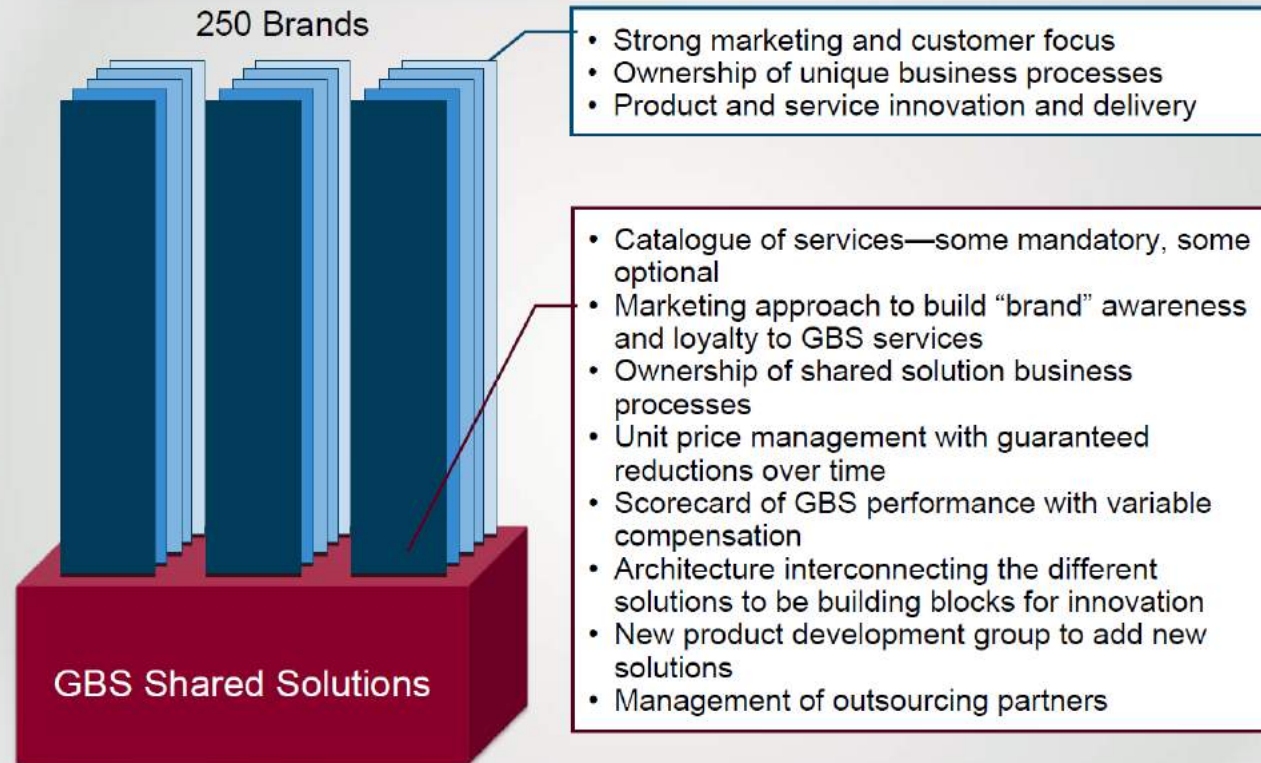 250 Brands
• Strong marketing and customer focus
• Ownership of unique business processes
• Product and service innovation and delivery
• Catalogue of services—some mandatory, some
optional
• Marketing approach to build “brand” awareness
and loyalty to GBS services
• Ownership of shared solution business
processes
• Unit price management with guaranteed
reductions over time
• Scorecard of GBS performance with variable
compensation
• Architecture interconnecting the different
solutions to be building blocks for innovation
• New product development group to add new
solutions
• Management of outsourcing partners
GBS Shared Solutions